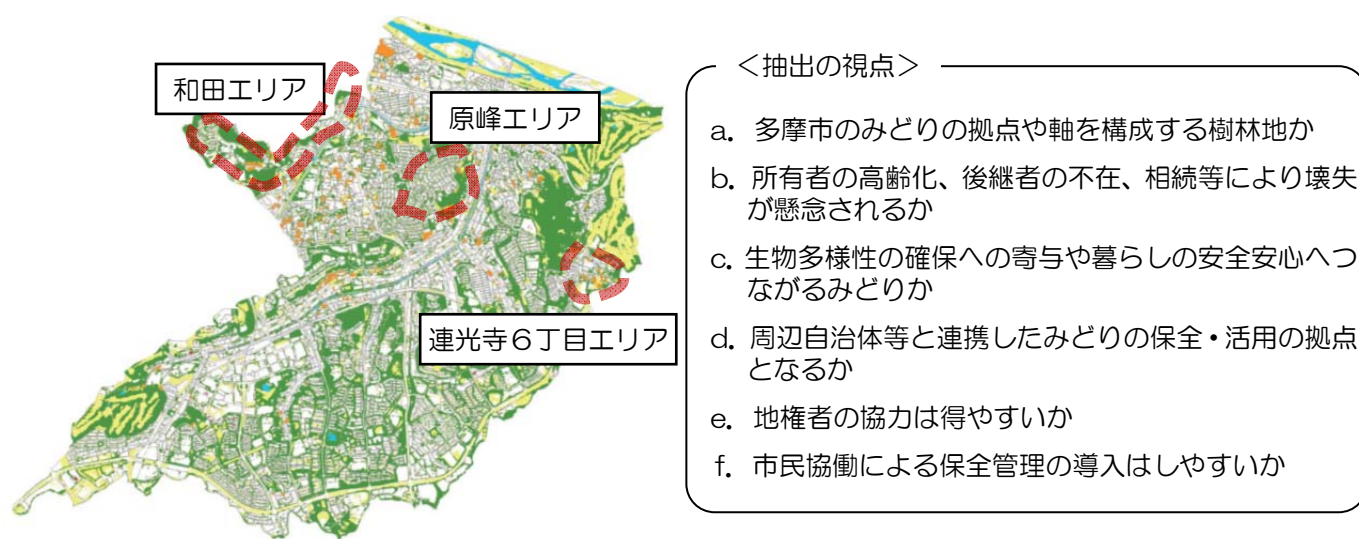 和田エリア
原峰エリア
連光寺６丁目エリア
＜抽出の視点＞
a．多摩市のみどりの拠点や軸を構成する樹林地か
b．所有者の高齢化、後継者の不在、相続等により壊失
が懸念されるか
c．生物多様性の確保への寄与や暮らしの安全安心へつ
ながるみどりか
d．周辺自治体等と連携したみどりの保全・活用の拠点
となるか
e．地権者の協力は得やすいか
f．市民協働による保全管理の導入はしやすいか